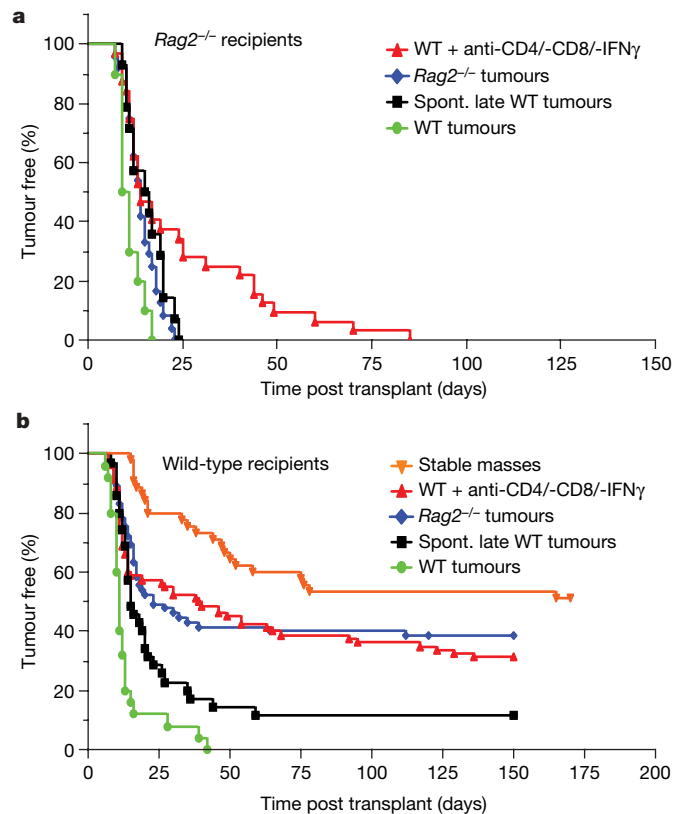 a
Rag2–/– recipients
WT + anti-CD4/-CD8/-IFNγ
Rag2–/– tumours
Spont. late WT tumours
WT tumours
Tumour free (%)
100
80
60
40
20
0
0 25 50 75 100 125 150
Time post transplant (days)
b
Wild-type recipients
Stable masses
WT + anti-CD4/-CD8/-IFNγ
Rag2–/– tumours
Spont. late WT tumours
WT tumours
Tumour free (%)
100
80
60
40
20
0
0 25 50 75 100 125 150 175 200
Time post transplant (days)